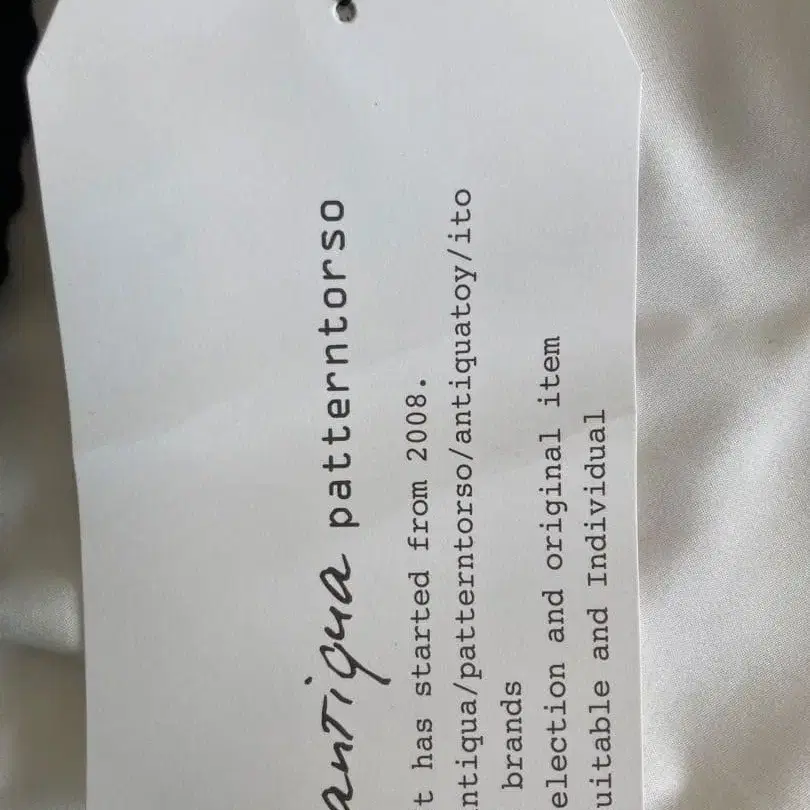 antiqua patterntorso
t has started from 2008.
ntiqua/patterntorso/antiquatoy/ito
brands
election and original item
uitable and Individual